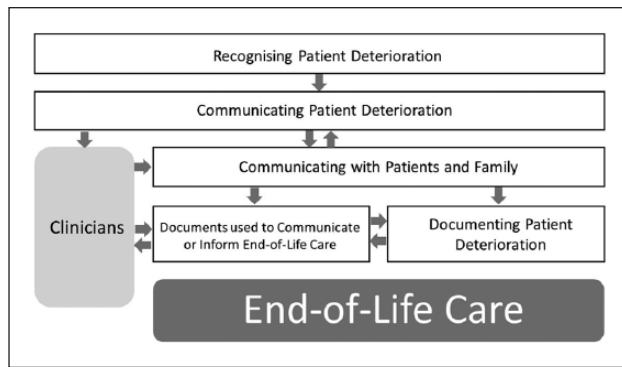 Recognising Patient Deterioration
Communicating Patient Deterioration
Communicating with Patients and Family
Clinicians
Documents used to Communicate
or Inform End-of-Life Care
Documenting Patient
Deterioration
End-of-Life Care